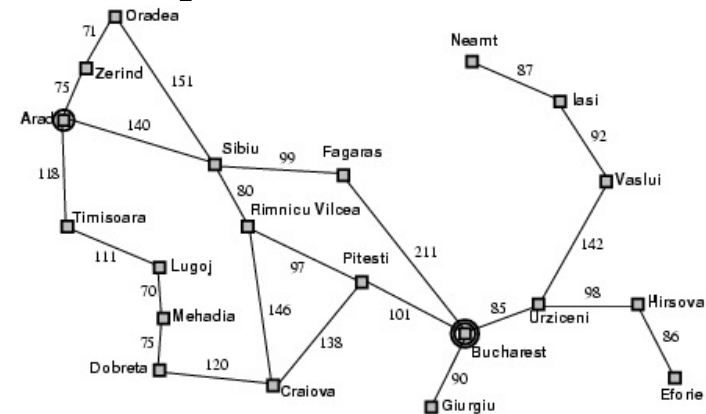 Oradea
71
Neamt
Zerind
87
75
151
Iasi
Arad
140
92
Sibiu
99
Fagaras
118
80
Vaslui
Rimnicu Vilcea
Timisoara
111
Lugoj
97
Pitesti
211
142
70
98
Hirsova
Mehadia
146
101
85
Urziceni
75
138
86
Bucharest
Dobreta
120
90
Craiova
Eforie
Giurgiu